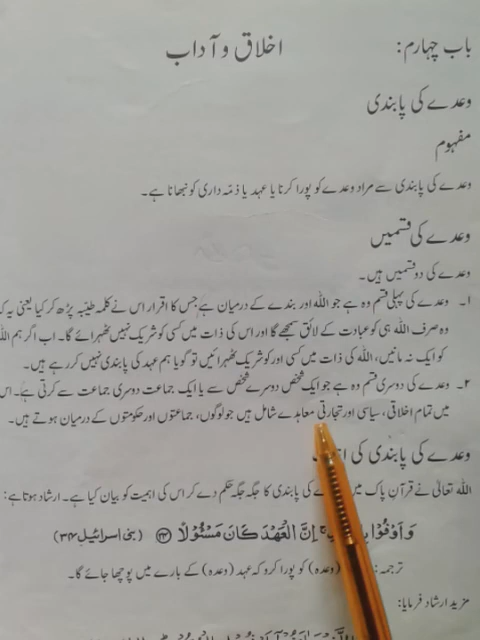 باب چہارم: اخلاق و آداب
وعدے کی پابندی
مفہوم
وعدے کی پابندی سے مراد وعدے کو پورا کرنا یا عہد یا ذمہ داری کو نبھانا ہے۔
وعدے کی قسمیں
وعدے کی دو قسمیں ہیں۔
۱۔ وعدے کی پہلی قسم وہ ہے جو اللہ اور بندے کے درمیان ہے جس کا اقرار اس نے کلمہ طیّبہ پڑھ کر کیا یعنی یہ کہ
وہ صرف اللہ ہی کو عبادت کے لائق سمجھے گا اور اس کی ذات میں کسی کو شریک نہیں ٹھہرائے گا۔ اب اگر ہم اللہ
کو ایک نہ مانیں، اللہ کی ذات میں کسی اور کو شریک ٹھہرائیں تو گویا ہم عہد کی پابندی نہیں کر رہے ہیں۔
۲۔ وعدے کی دوسری قسم وہ ہے جو ایک شخص دوسرے شخص سے یا ایک جماعت دوسری جماعت سے کرتی ہے۔ اس
میں تمام اخلاقی، سیاسی اور تجارتی معاہدے شامل ہیں جو لوگوں، جماعتوں اور حکومتوں کے درمیان ہوتے ہیں۔
وعدے کی پابندی کی
اللہ تعالیٰ نے قرآنِ پاک میں کی پابندی کا جگہ جگہ حکم دے کر اس کی اہمیت کو بیان کیا ہے۔ ارشاد ہوتا ہے:
وَ اَوْفُوْا اِنَّ الْعَهْدَ كَانَ مَسْـُٔوْلًا ﴿۳۴﴾ (بنی اسرائیل: ۳۴)
ترجمہ: (وعدہ) کو پورا کرو کہ عہد (وعدہ) کے بارے میں پوچھا جائے گا۔
مزید ارشاد فرمایا: